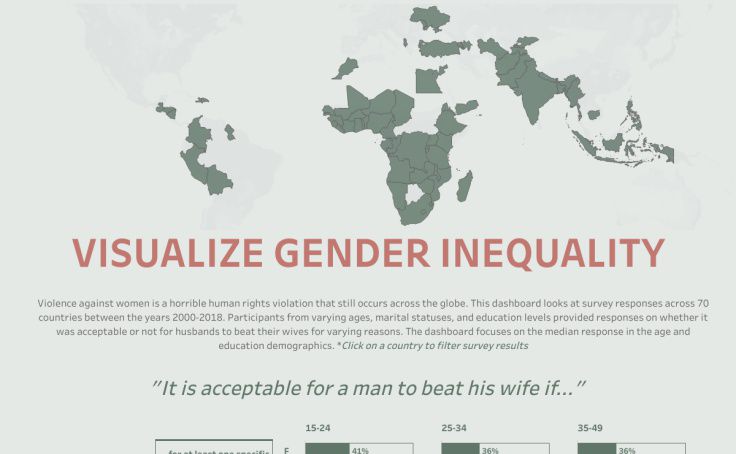 VISUALIZE GENDER INEQUALITY
Violence against women is a horrible human rights violation that still occurs across the globe. This dashboard looks at survey responses across 70
countries between the years 2000-2018. Participants from varying ages, marital statuses, and education levels provided responses on whether it
was acceptable or not for husbands to beat their wives for varying reasons. The dashboard focuses on the median response in the age and
education demographics. *Click on a country to filter survey results
"It is acceptable for a man to beat his wife if..."
15-24 25-34 35-49
...for at least one specific F 41% 36% 36%